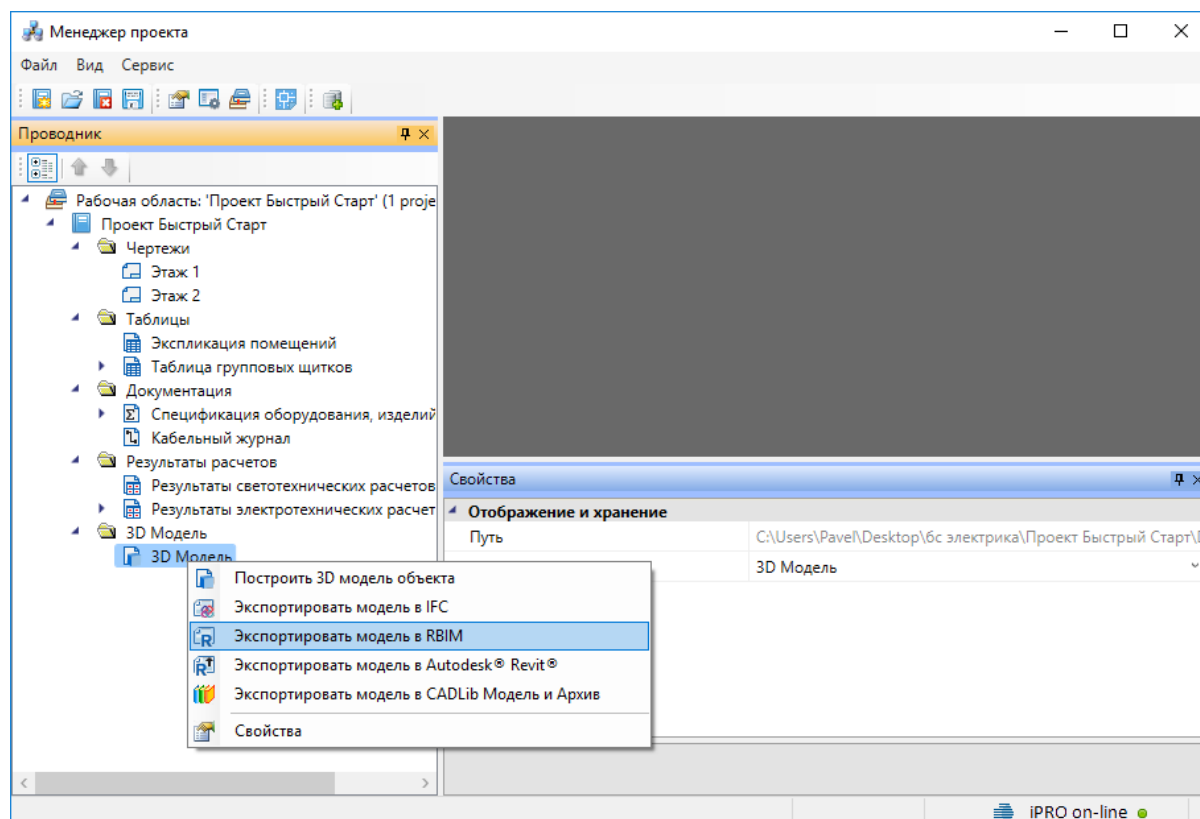 Менеджер проекта
Файл Вид Сервис
Проводник
Рабочая область: 'Проект Быстрый Старт' (1 proje
Проект Быстрый Старт
Чертежи
Этаж 1
Этаж 2
Таблицы
Экспликация помещений
Таблица групповых щитков
Документация
Спецификация оборудования, изделий
Кабельный журнал
Результаты расчетов
Результаты светотехнических расчетов
Результаты электротехнических расчет
3D Модель
3D Модель
Построить 3D модель объекта
Экспортировать модель в IFC
Экспортировать модель в RBIM
Экспортировать модель в Autodesk® Revit®
Экспортировать модель в CADLib Модель и Архив
Свойства
Свойства
Отображение и хранение
Путь C:\Users\Pavel\Desktop\6с электрика\Проект Быстрый Старт\
3D Модель
iPRO on-line